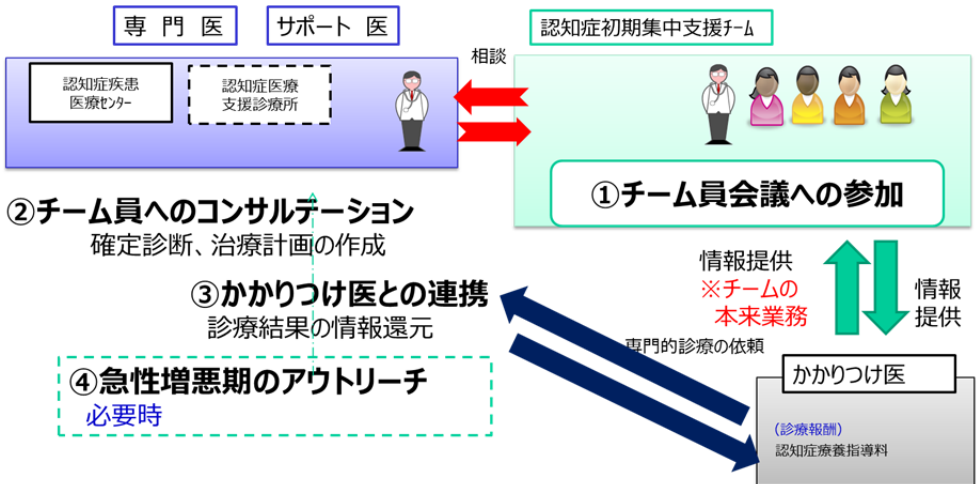 専 門 医
サポート 医
認知症初期集中支援チーム
相談
認知症疾患
医療センター
認知症医療
支援診療所
①チーム員会議への参加
②チーム員へのコンサルテーション
確定診断、治療計画の作成
③かかりつけ医との連携
診療結果の情報還元
④急性増悪期のアウトリーチ
必要時
情報提供
※チームの
本来業務
情報
提供
専門的診療の依頼
かかりつけ医
(診療報酬)
認知症療養指導料